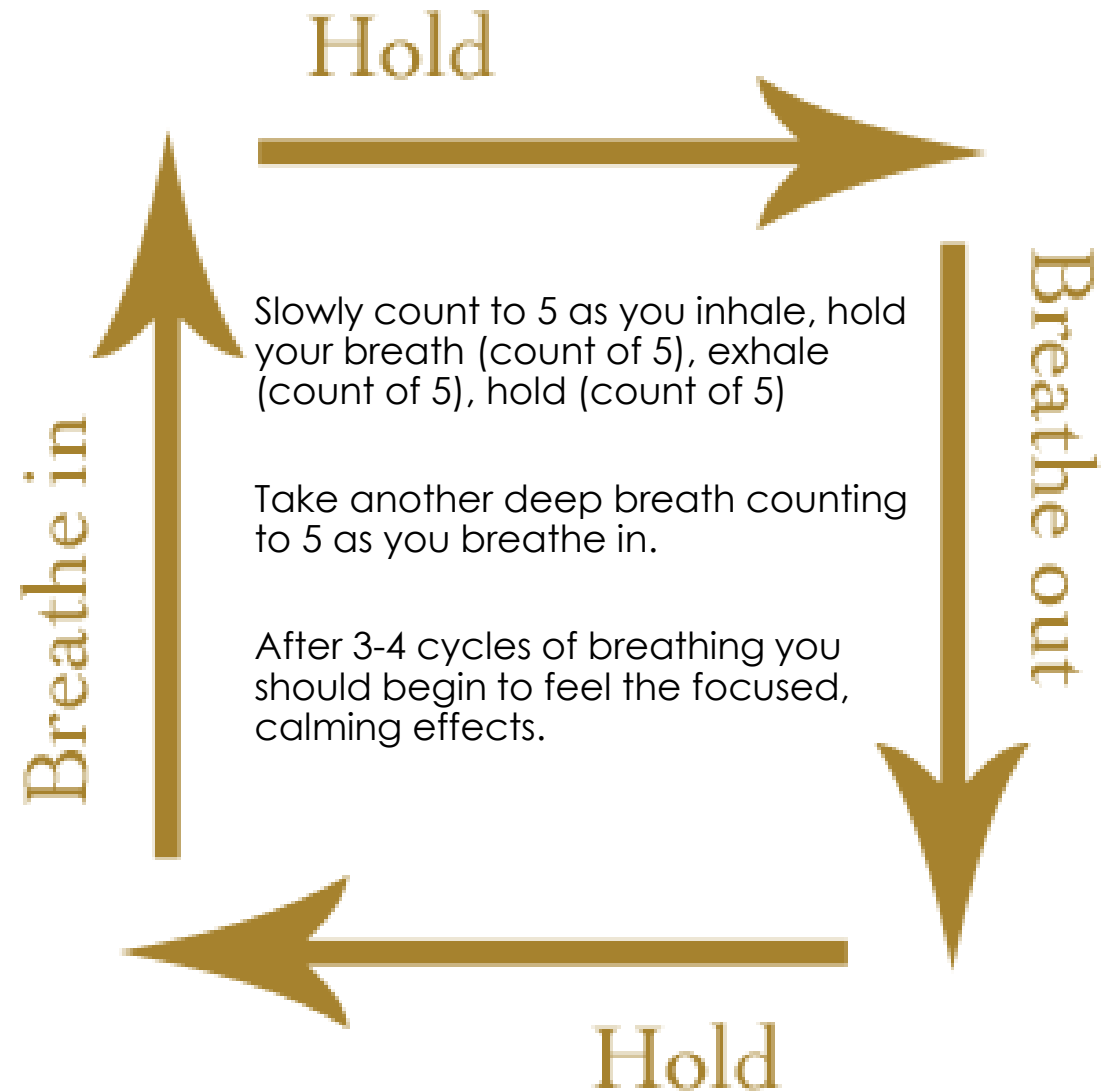 Hold
Breathe in
Slowly count to 5 as you inhale, hold
your breath (count of 5), exhale
(count of 5), hold (count of 5)
Take another deep breath counting
to 5 as you breathe in.
After 3-4 cycles of breathing you
should begin to feel the focused,
calming effects.
Breathe out
Hold